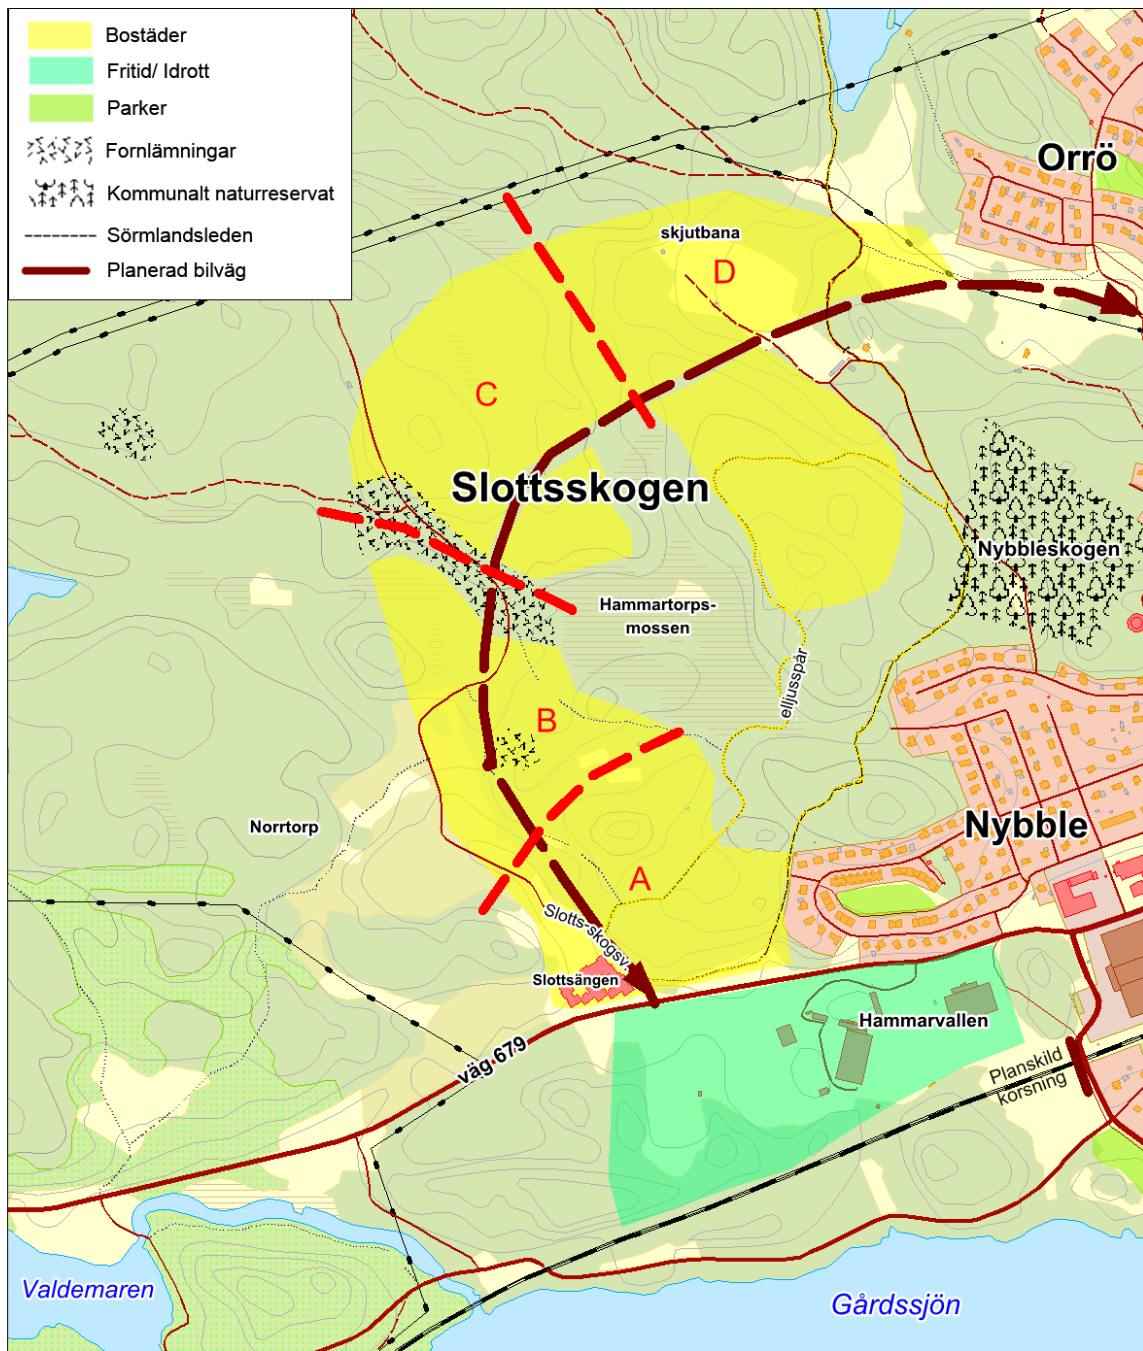 Bostäder
Fritid/ Idrott
Parker
Fornlämningar
Kommunalt naturreservat
Sörmlandsleden
Planerad bilväg
Orrö
skjutbana
D
C
Slottsskogen
Nybbleskogen
Hammartorps-
mossen
elljusspår
B
Norrtorp
Nybble
A
Slotts-skogsv.
Slottsängen
Hammarvallen
väg 679
Planskild
korsning
Valdemaren
Gårdssjön